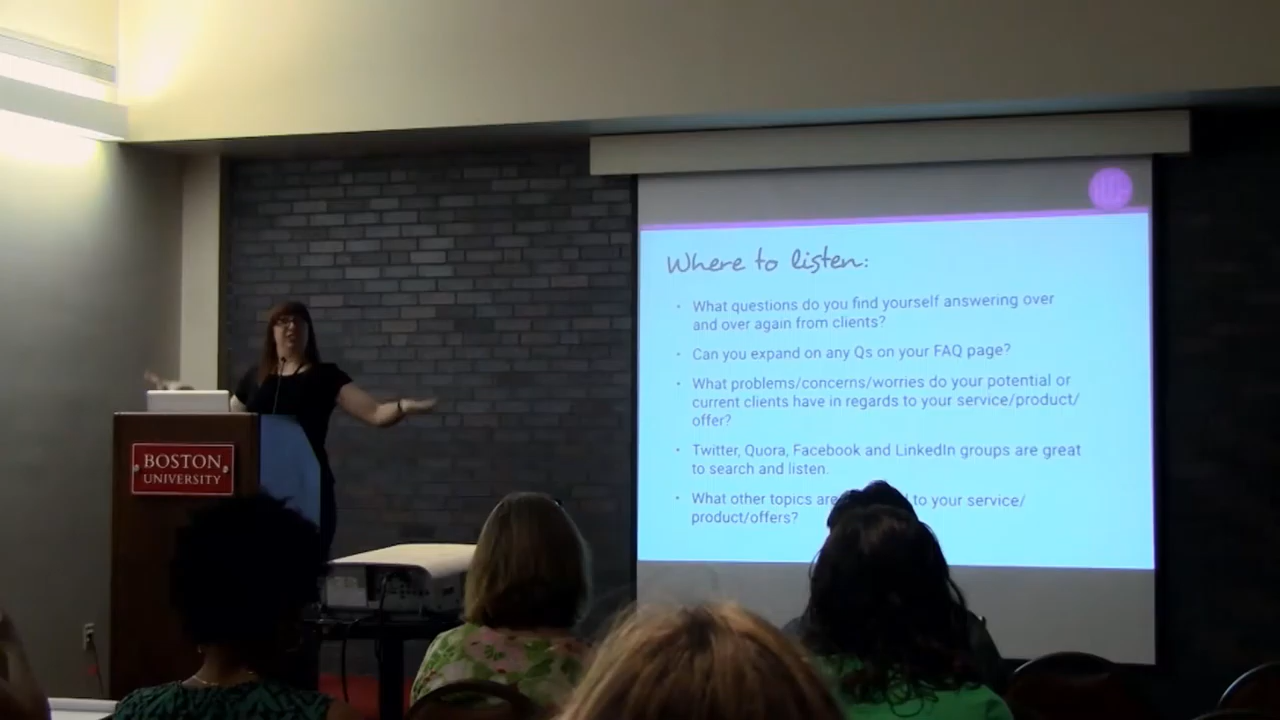 Where to listen:
What questions do you find yourself answering over
and over again from clients?
Can you expand on any Qs on your FAQ page?
What problems/concerns/worries do your potential or
current clients have in regards to your service/product/
offer?
Twitter, Quora, Facebook and LinkedIn groups are great
to search and listen.
What other topics are to your service/
product/offers?
BOSTON
UNIVERSITY